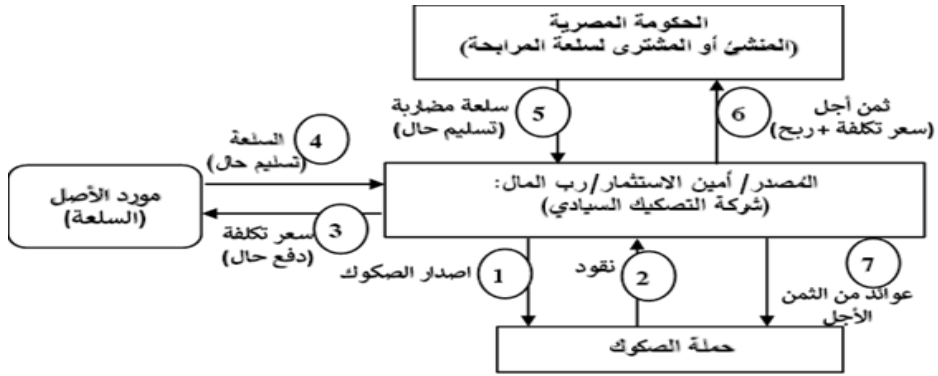 الحكومة المصرية
(المنشئ أو المشترى لسلعة المرابحة)
5
سلعة مضاربة
(تسليم حال)
6
ثمن أجل
(سعر تكلفة + ربح)
4
السلعة
(تسليم حال)
المُصدر/ أمين الاستثمار/ رب المال:
(شركة التصكيك السيادي)
مورد الأصل
(السلعة)
3
سعر تكلفة
(دفع حال)
1
اصدار الصكوك
2
نقود
7
عوائد من الثمن
الأجل
حملة الصكوك